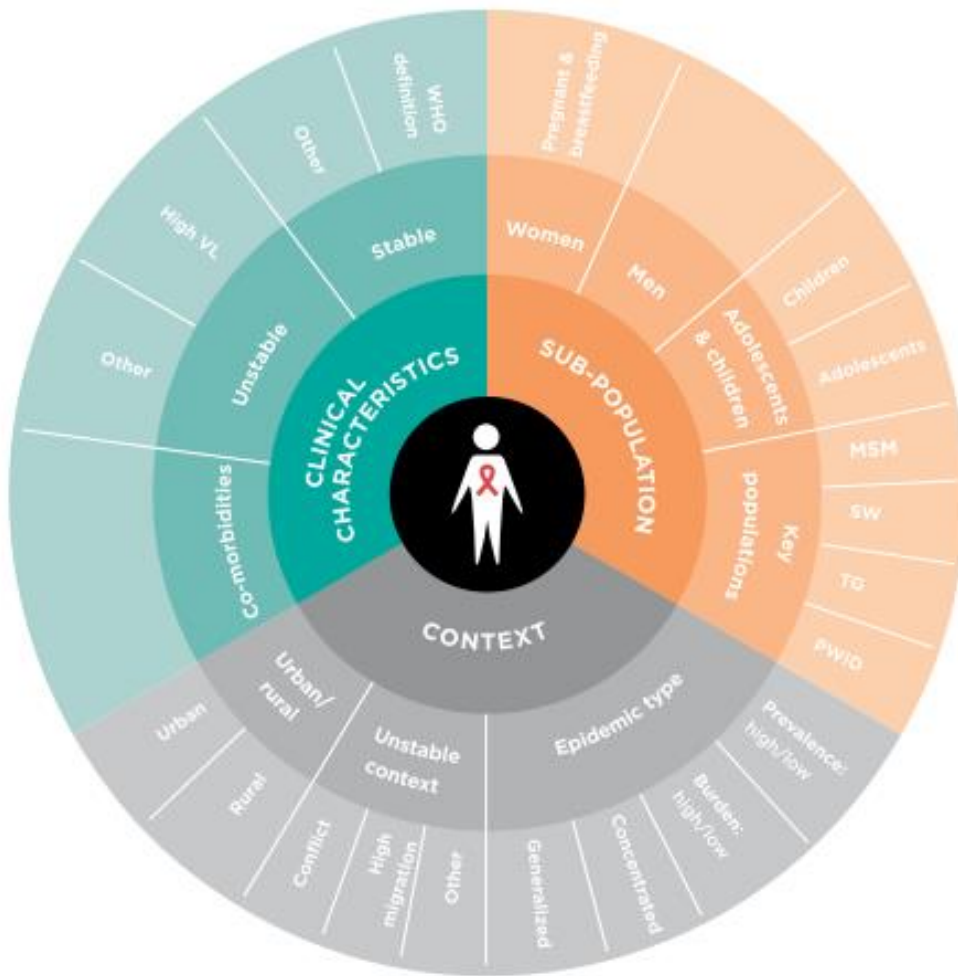 CLINICAL
CHARACTERISTICS
Stable
WHO
definition
Other
Unstable
High VL
Other
Co-morbidities
SUB-POPULATION
Women
Pregnant &
breastfeeding
Men
Adolescents
& children
Children
Adolescents
Key
populations
MSM
SW
TG
PWID
CONTEXT
Urban/
rural
Urban
Rural
Unstable
context
Conflict
High
migration
Other
Epidemic type
Generalized
Concentrated
Burden:
high/low
Prevalence:
high/low